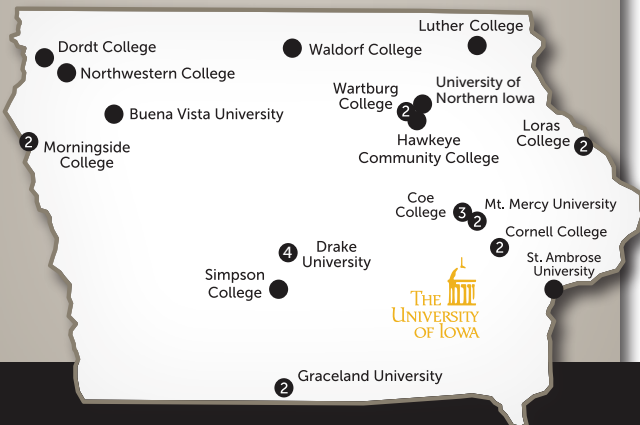 Luther College
Dordt College
Waldorf College
Northwestern College
Wartburg
College
2
University of
Northern Iowa
Buena Vista University
Hawkeye
Community College
Loras
College
2
2
Morningside
College
Coe
College
3
2
Mt. Mercy University
Cornell College
2
4
Drake
University
St. Ambrose
University
Simpson
College
The
University
of Iowa
2
Graceland University